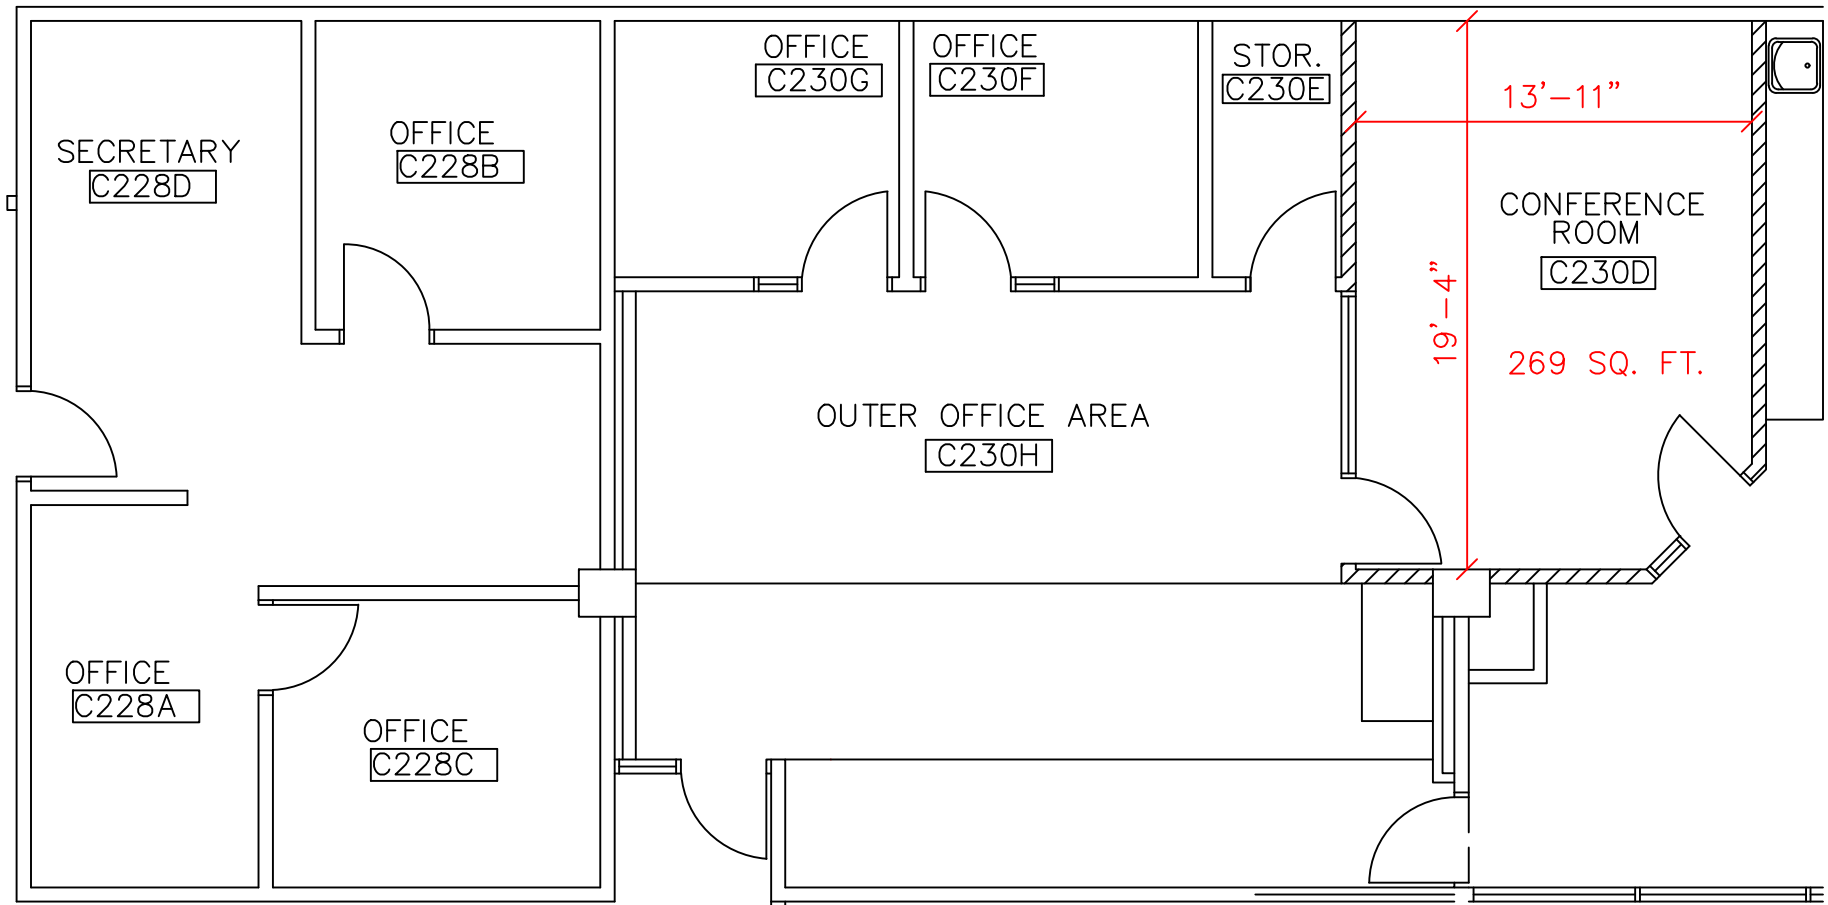 SECRETARY
C228D
OFFICE
C228B
OFFICE
C230G
OFFICE
C230F
STOR.
C230E
13'-11"
CONFERENCE
ROOM
C230D
19'-4"
269 SQ. FT.
OUTER OFFICE AREA
C230H
OFFICE
C228A
OFFICE
C228C